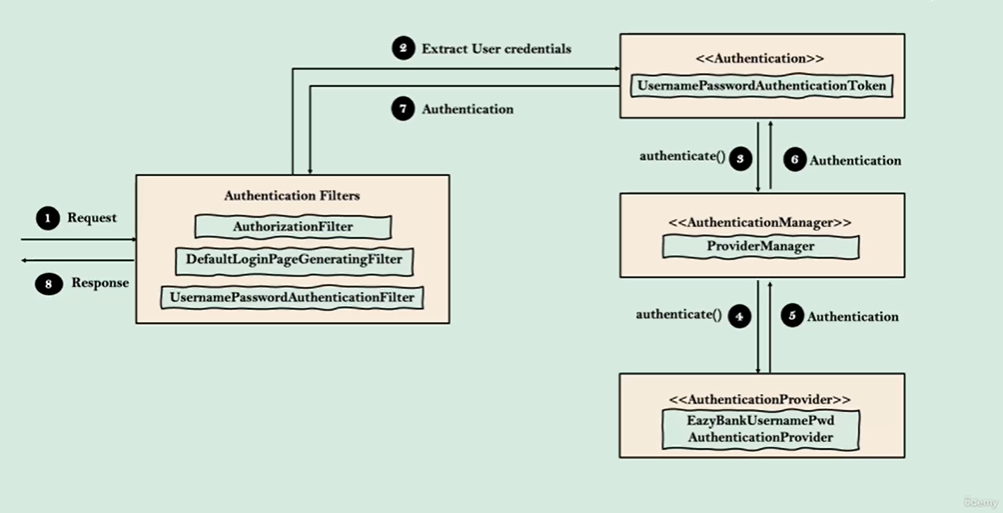 2 Extract User credentials
7 Authentication
<<Authentication>>
UsernamePasswordAuthenticationToken
authenticate() 3
6 Authentication
Authentication Filters
AuthorizationFilter
DefaultLoginPageGeneratingFilter
UsernamePasswordAuthenticationFilter
1 Request
8 Response
<<AuthenticationManager>>
ProviderManager
authenticate() 4
5 Authentication
<<AuthenticationProvider>>
EazyBankUsernamePwd
AuthenticationProvider
ûdemy